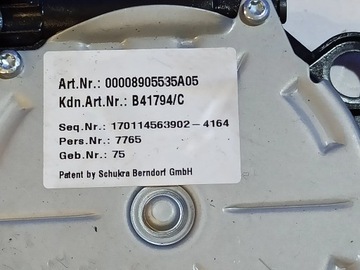 Art.Nr.: 00008905535A05
Kdn.Art.Nr.: B41794/C
Seq.Nr.: 170114563902-4164
Pers.Nr.: 7765
Geb.Nr.: 75
Patent by Schukra Berndorf GmbH